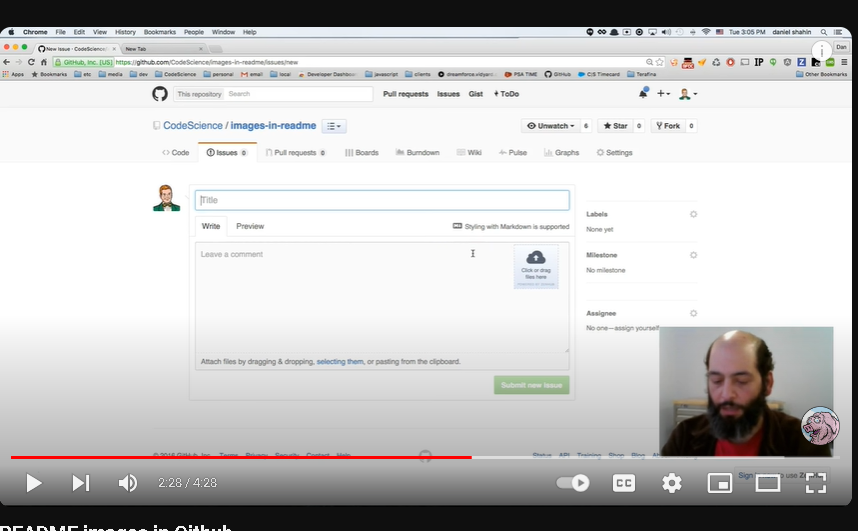 Chrome File Edit View History Bookmarks People Window Help Tue 3:05 PM daniel shahin
New Issue · CodeScience/ New Tab Dan
GitHub, Inc. [US] https://github.com/CodeScience/images-in-readme/issues/new
Apps Bookmarks etc media dev CodeScience personal email local Developer Dashboar javascript clients dreamforce.vidyard PSA TIME GitHub C/S Timecard Terafina Other Bookmarks
This repository Search Pull requests Issues Gist +ToDo
CodeScience / images-in-readme Unwatch 6 Star 0 Fork 0
Code Issues 0 Pull requests 0 Boards Burndown Wiki Pulse Graphs Settings
Title
Write Preview Styling with Markdown is supported
Leave a comment
Click or drag
files here
Attach files by dragging & dropping, selecting them, or pasting from the clipboard.
Submit new issue
Labels
None yet
Milestone
No milestone
Assignee
No one—assign yourself
© 2015 GitHub, Inc. Terms Privacy Security Contact Help Status API Training Shop Blog
2:28 / 4:28 CC
README images in Github